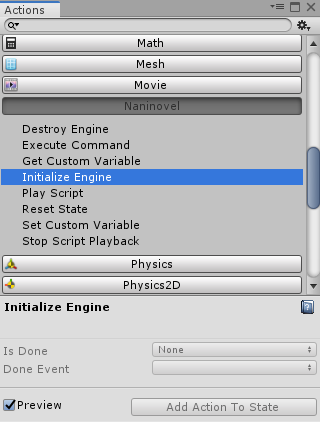 Actions
Math
Mesh
Movie
Naninovel
Destroy Engine
Execute Command
Get Custom Variable
Initialize Engine
Play Script
Reset State
Set Custom Variable
Stop Script Playback
Physics
Physics2D
Initialize Engine
Is Done None
Done Event
Preview Add Action To State